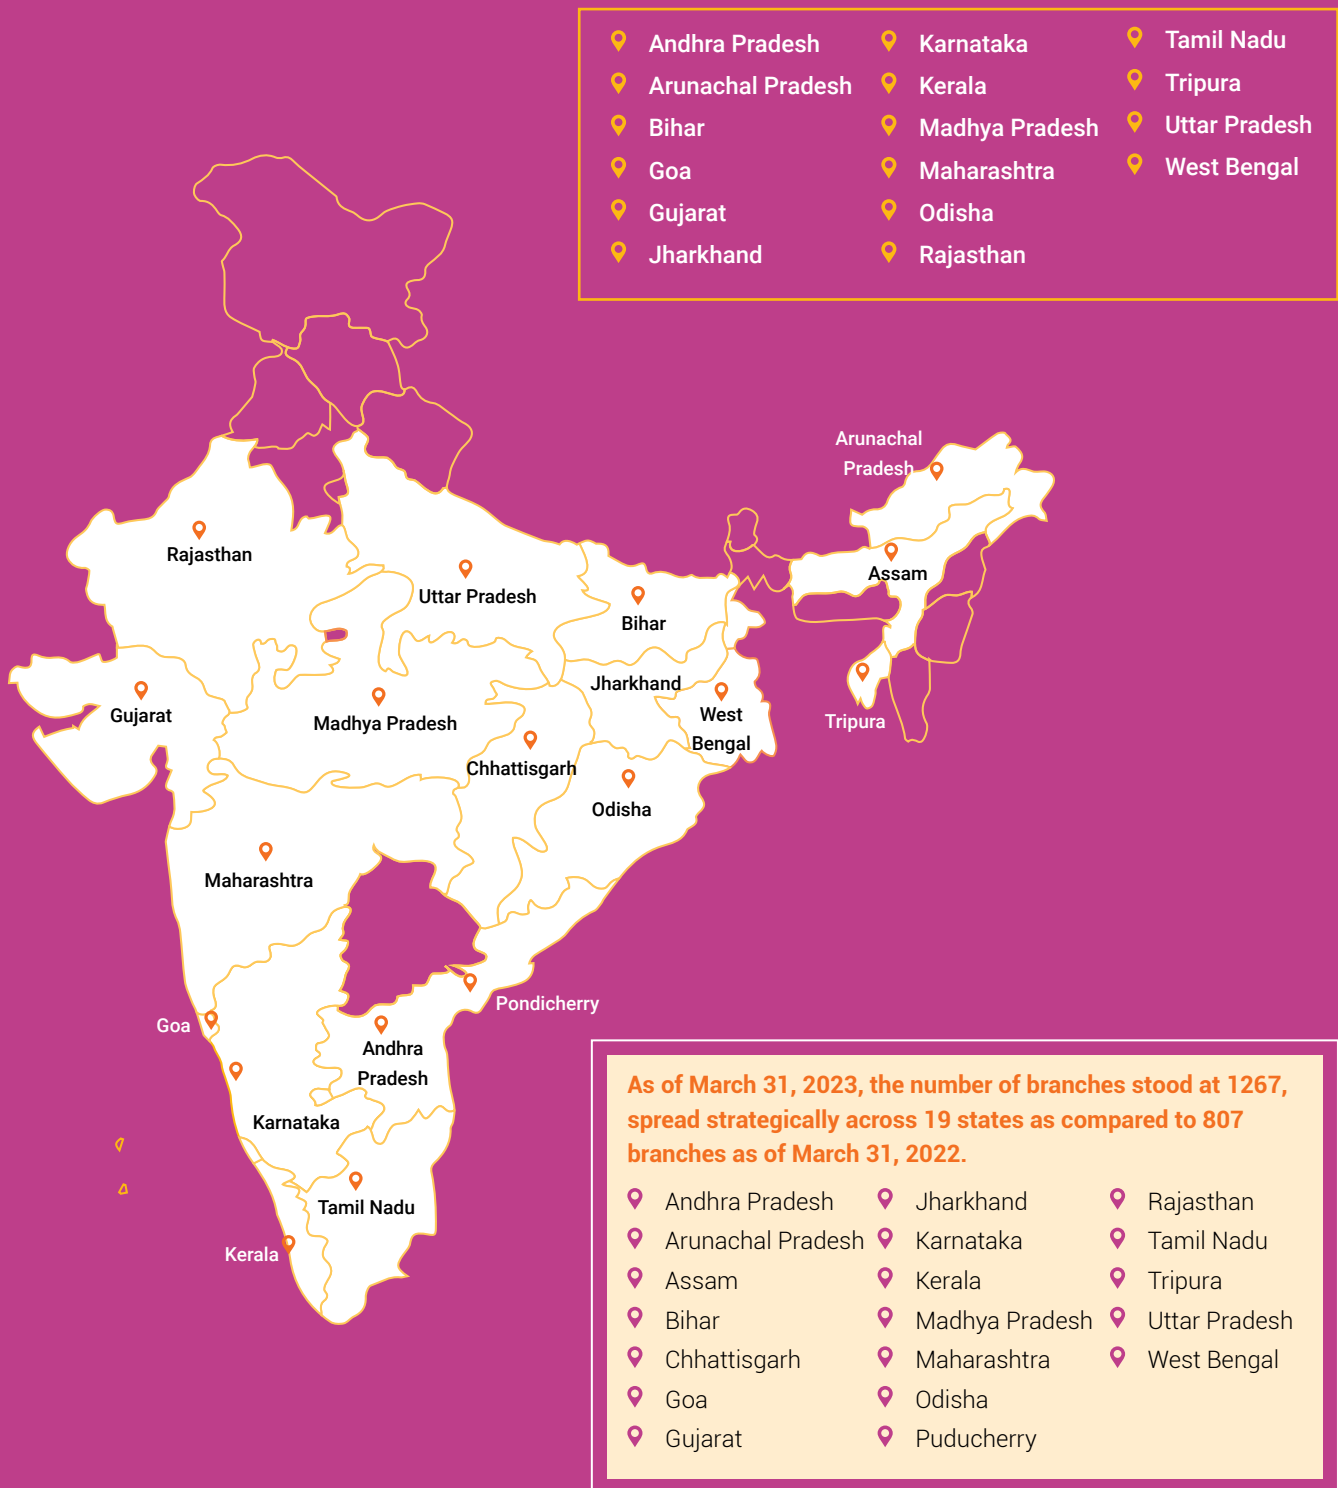 Andhra Pradesh
Arunachal Pradesh
Bihar
Goa
Gujarat
Jharkhand
Karnataka
Kerala
Madhya Pradesh
Maharashtra
Odisha
Rajasthan
Tamil Nadu
Tripura
Uttar Pradesh
West Bengal
Arunachal
Pradesh
Rajasthan
Assam
Uttar Pradesh
Bihar
Jharkhand
Gujarat
Madhya Pradesh
West
Bengal
Tripura
Chhattisgarh
Odisha
Maharashtra
Pondicherry
Goa
Andhra
Pradesh
Karnataka
Tamil Nadu
Kerala
As of March 31, 2023, the number of branches stood at 1267,
spread strategically across 19 states as compared to 807
branches as of March 31, 2022.
Andhra Pradesh
Arunachal Pradesh
Assam
Bihar
Chhattisgarh
Goa
Gujarat
Jharkhand
Karnataka
Kerala
Madhya Pradesh
Maharashtra
Odisha
Puducherry
Rajasthan
Tamil Nadu
Tripura
Uttar Pradesh
West Bengal